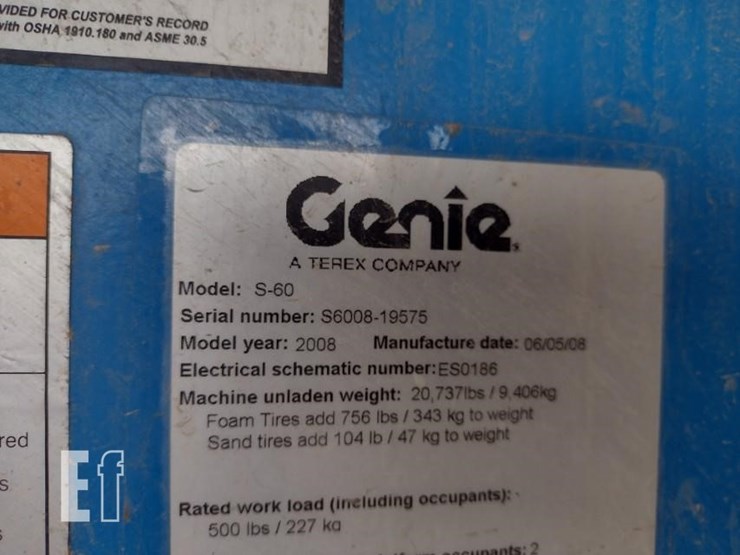 VIDED FOR CUSTOMER'S RECORD
with OSHA 1910.180 and ASME 30.5
Genie
A TEREX COMPANY
Model: S-60
Serial number: S6008-19575
Model year: 2008 Manufacture date: 06/05/08
Electrical schematic number:ES0186
Machine unladen weight: 20,737lbs / 9,406kg
Foam Tires add 756 lbs / 343 kg to weight
Sand tires add 104 lb / 47 kg to weight
red
s
s
Ef
Rated work load (including occupants):
500 lbs / 227 kg
occupants: 2